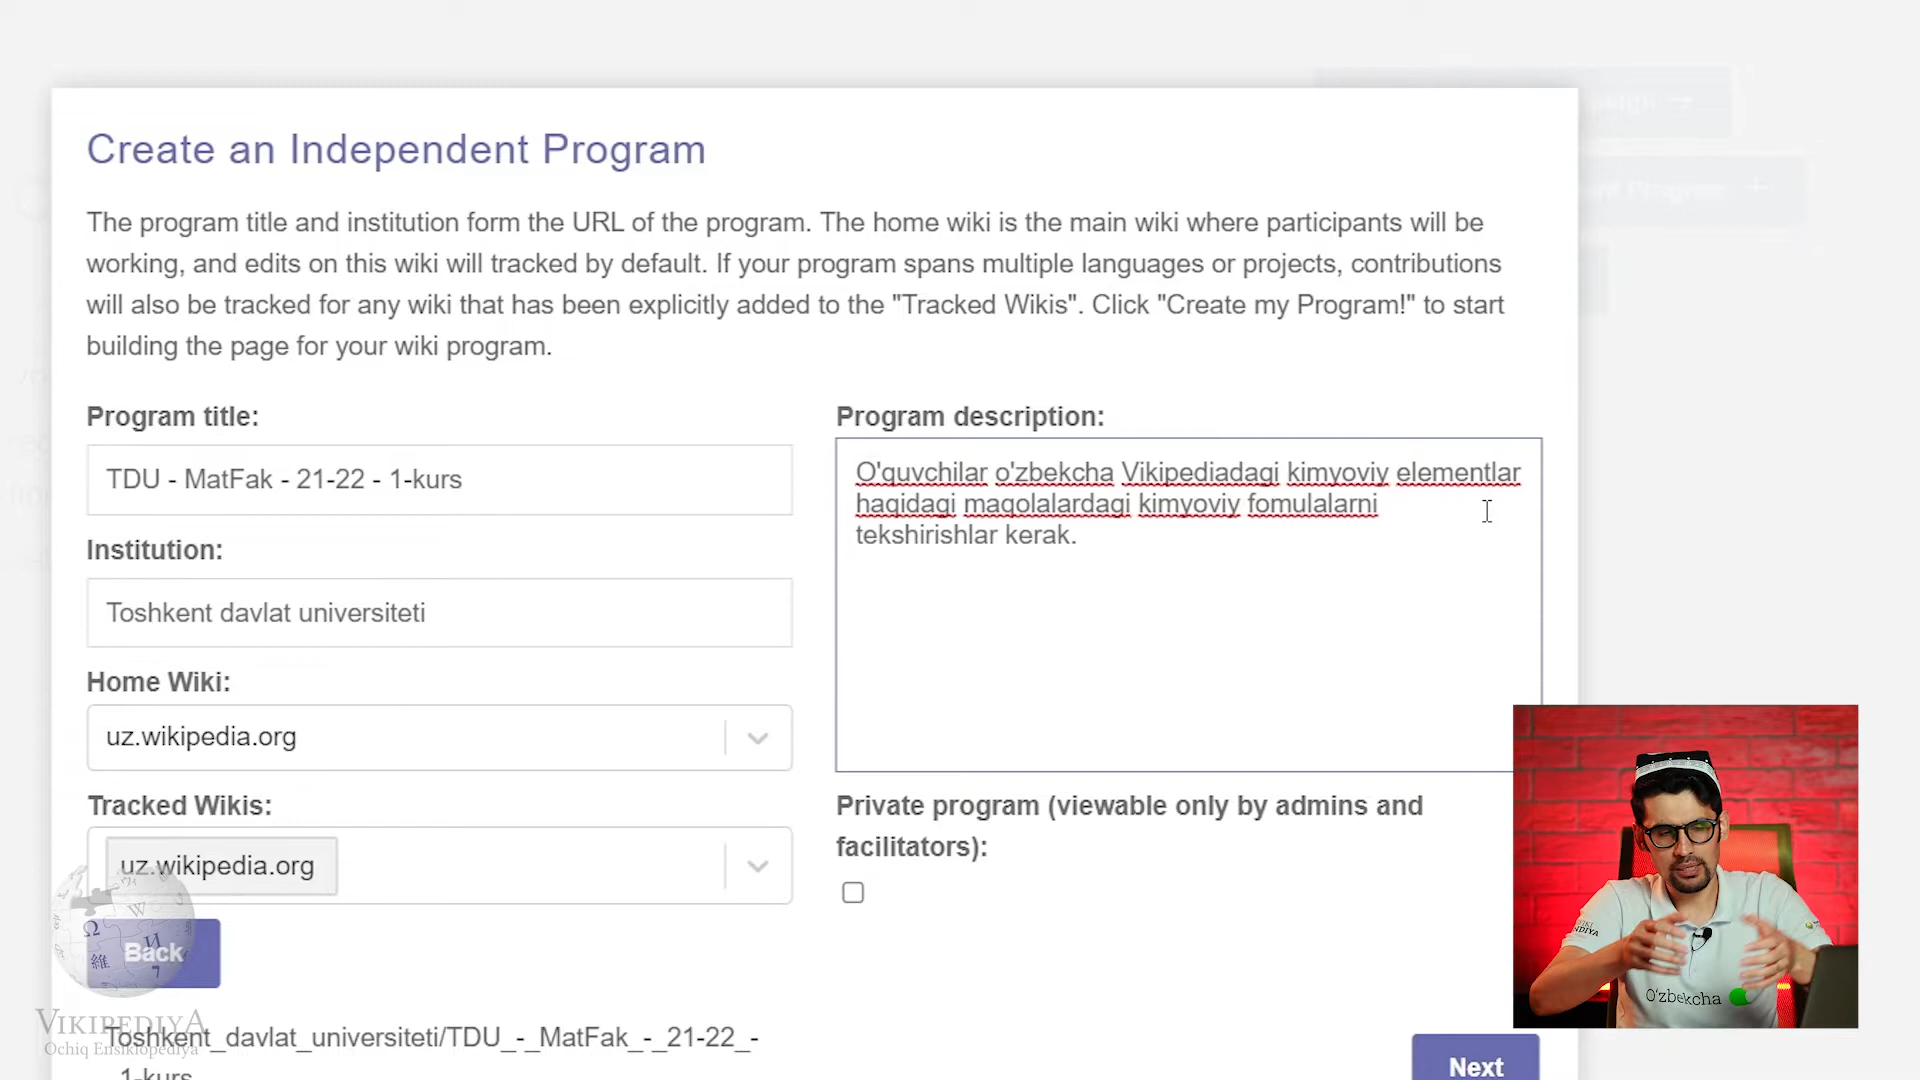 Create an Independent Program
The program title and institution form the URL of the program. The home wiki is the main wiki where participants will be
working, and edits on this wiki will tracked by default. If your program spans multiple languages or projects, contributions
will also be tracked for any wiki that has been explicitly added to the "Tracked Wikis". Click "Create my Program!" to start
building the page for your wiki program.
Program title:
TDU - MatFak - 21-22 - 1-kurs
Institution:
Toshkent davlat universiteti
Home Wiki:
uz.wikipedia.org
Tracked Wikis:
uz.wikipedia.org
Back
Toshkent_davlat_universiteti/TDU_-_MatFak_-_21-22_-
1-kurs
Program description:
O'quvchilar o'zbekcha Vikipediadagi kimyoviy elementlar
haqidagi maqolalardagi kimyoviy fomulalarni
tekshirishlar kerak.
Private program (viewable only by admins and
facilitators):
Next
VIKIPEDIYA
Ochiq Ensiklopediya
O'zbekcha